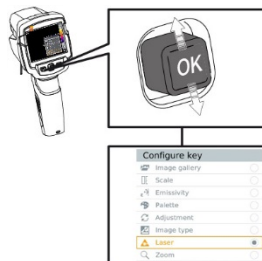 OK
Configure key
Image gallery
Scale
Emissivity
Palette
Adjustment
Image type
Laser
Zoom